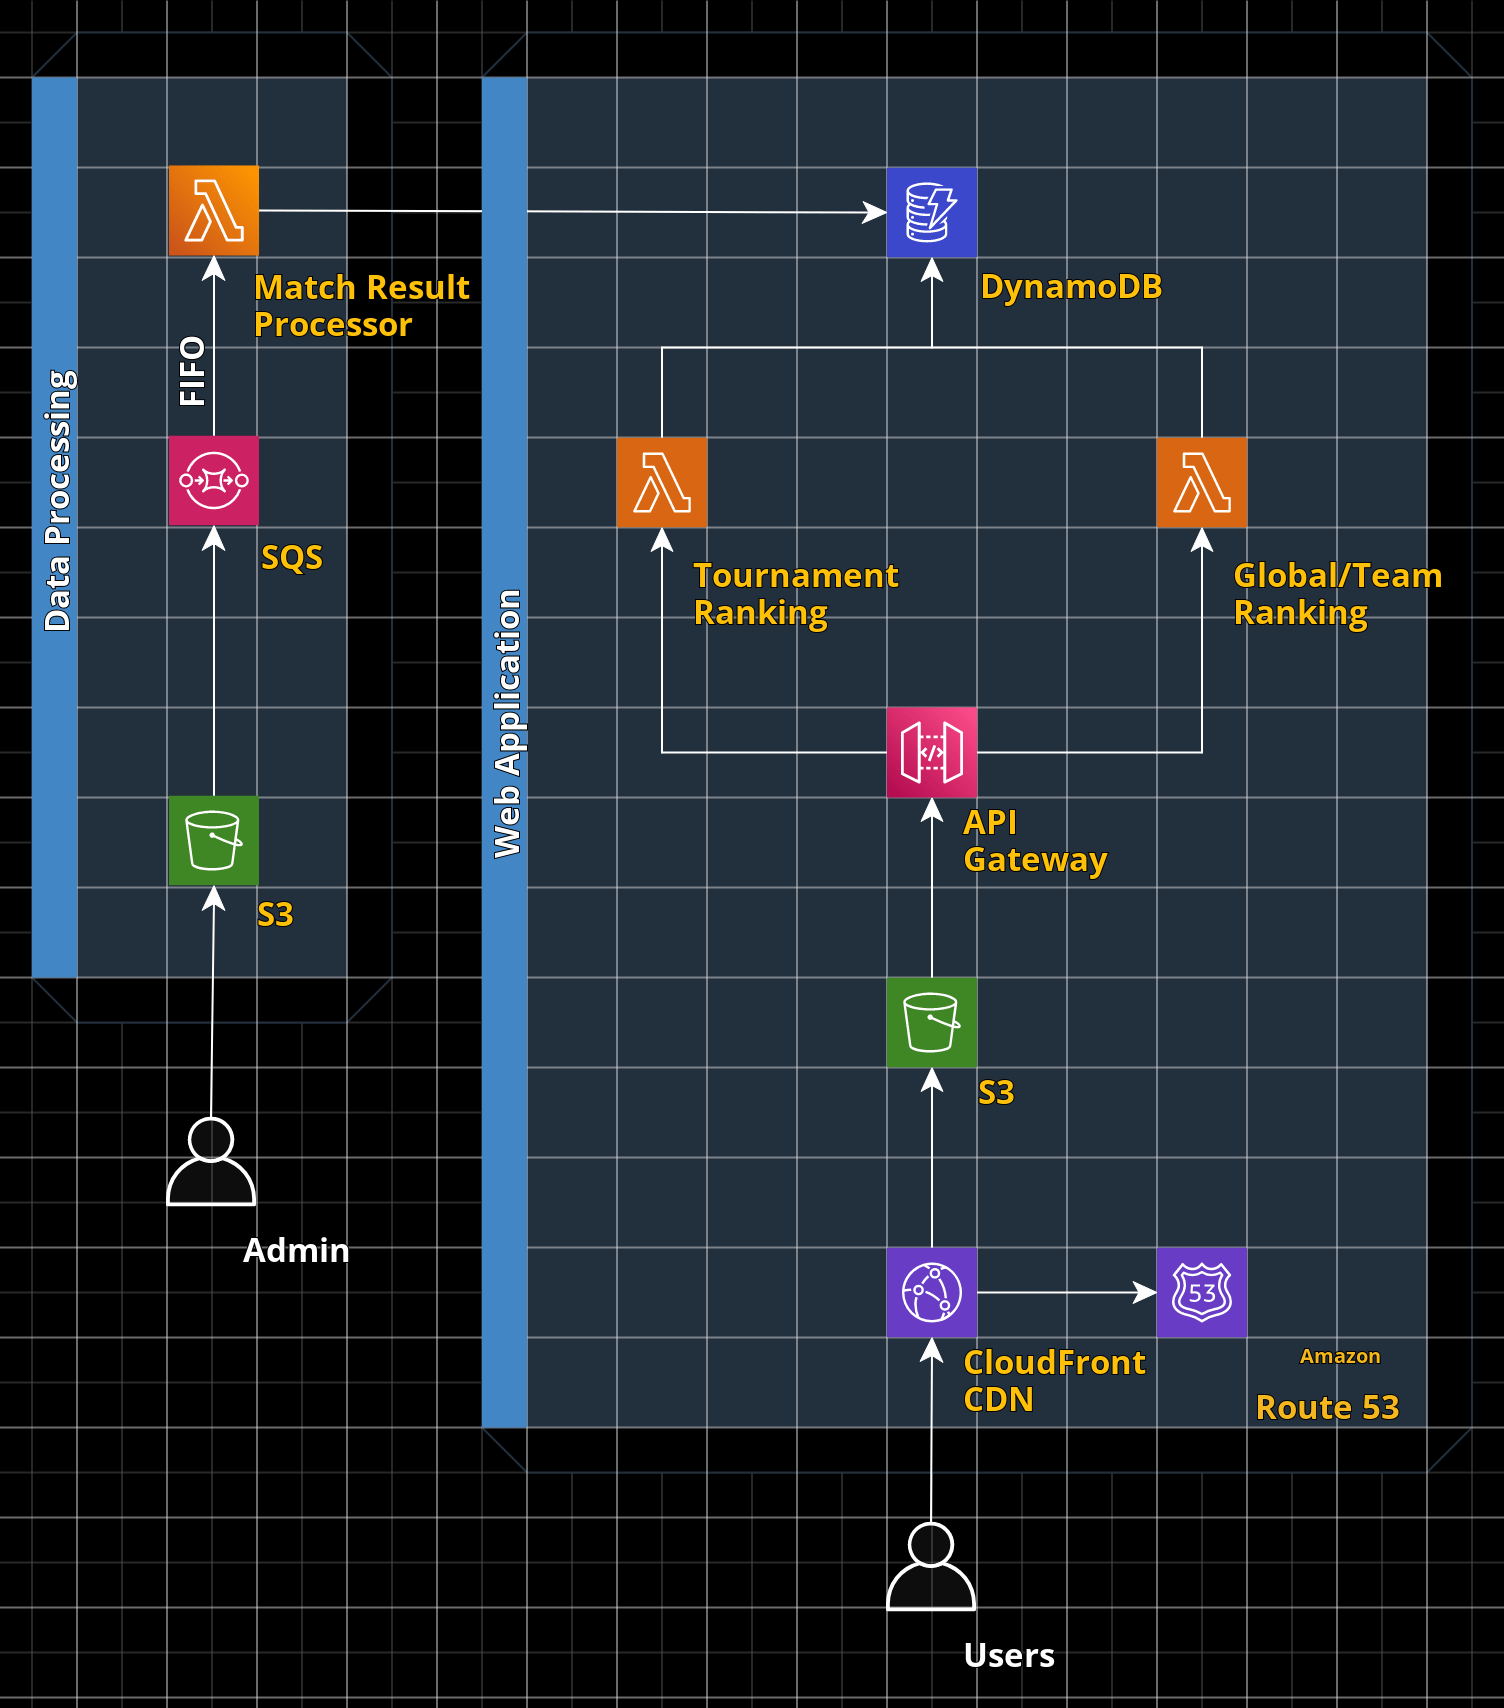 Data Processing
Match Result
Processor
FIFO
SQS
S3
Admin
Web Application
DynamoDB
Tournament
Ranking
Global/Team
Ranking
</>
API
Gateway
S3
53
CloudFront
CDN
Amazon
Route 53
Users